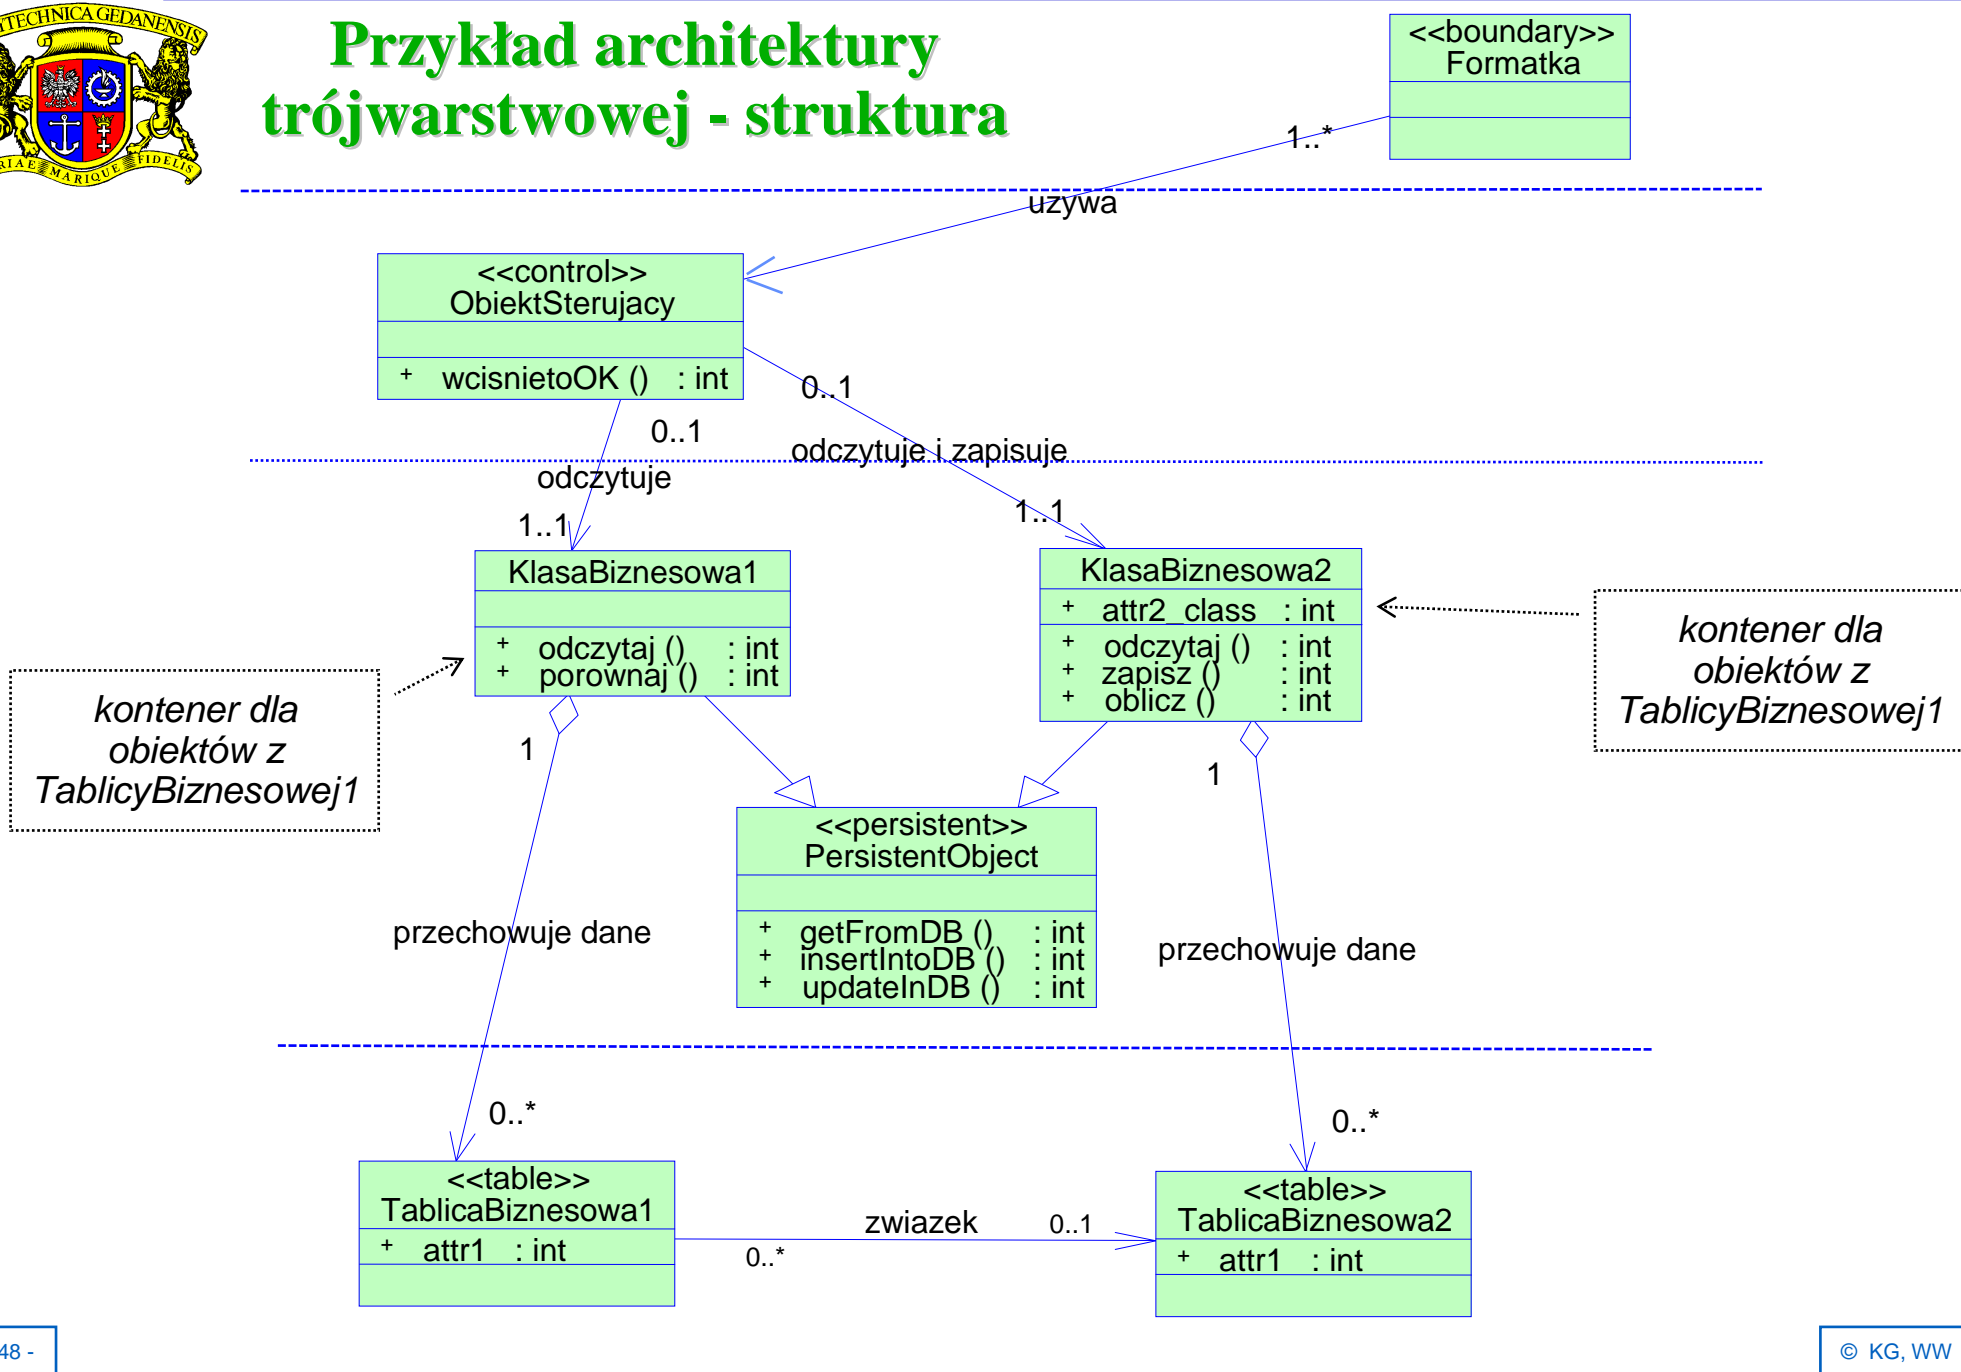 TECHNICA GEDANENSIS
MARIQUE FIDELIS
Przykład architektury
trójwarstwowej - struktura
<<boundary>>
Formatka
1..*
uzywa
<<control>>
ObiektSterujacy
+ wcisnietoOK () : int
0..1
0..1
odczytuje i zapisuje
odczytuje
1..1
1..1
KlasaBiznesowa1
+ odczytaj () : int
+ porownaj () : int
KlasaBiznesowa2
+ attr2_class : int
+ odczytaj () : int
+ zapisz () : int
+ oblicz () : int
kontener dla
obiektów z
TablicyBiznesowej1
kontener dla
obiektów z
TablicyBiznesowej1
1
1
<<persistent>>
PersistentObject
+ getFromDB () : int
+ insertIntoDB () : int
+ updateInDB () : int
przechowuje dane
przechowuje dane
0..*
0..*
<<table>>
TablicaBiznesowa1
+ attr1 : int
zwiazek
0..1
0..*
<<table>>
TablicaBiznesowa2
+ attr1 : int
48 -
© KG, WW